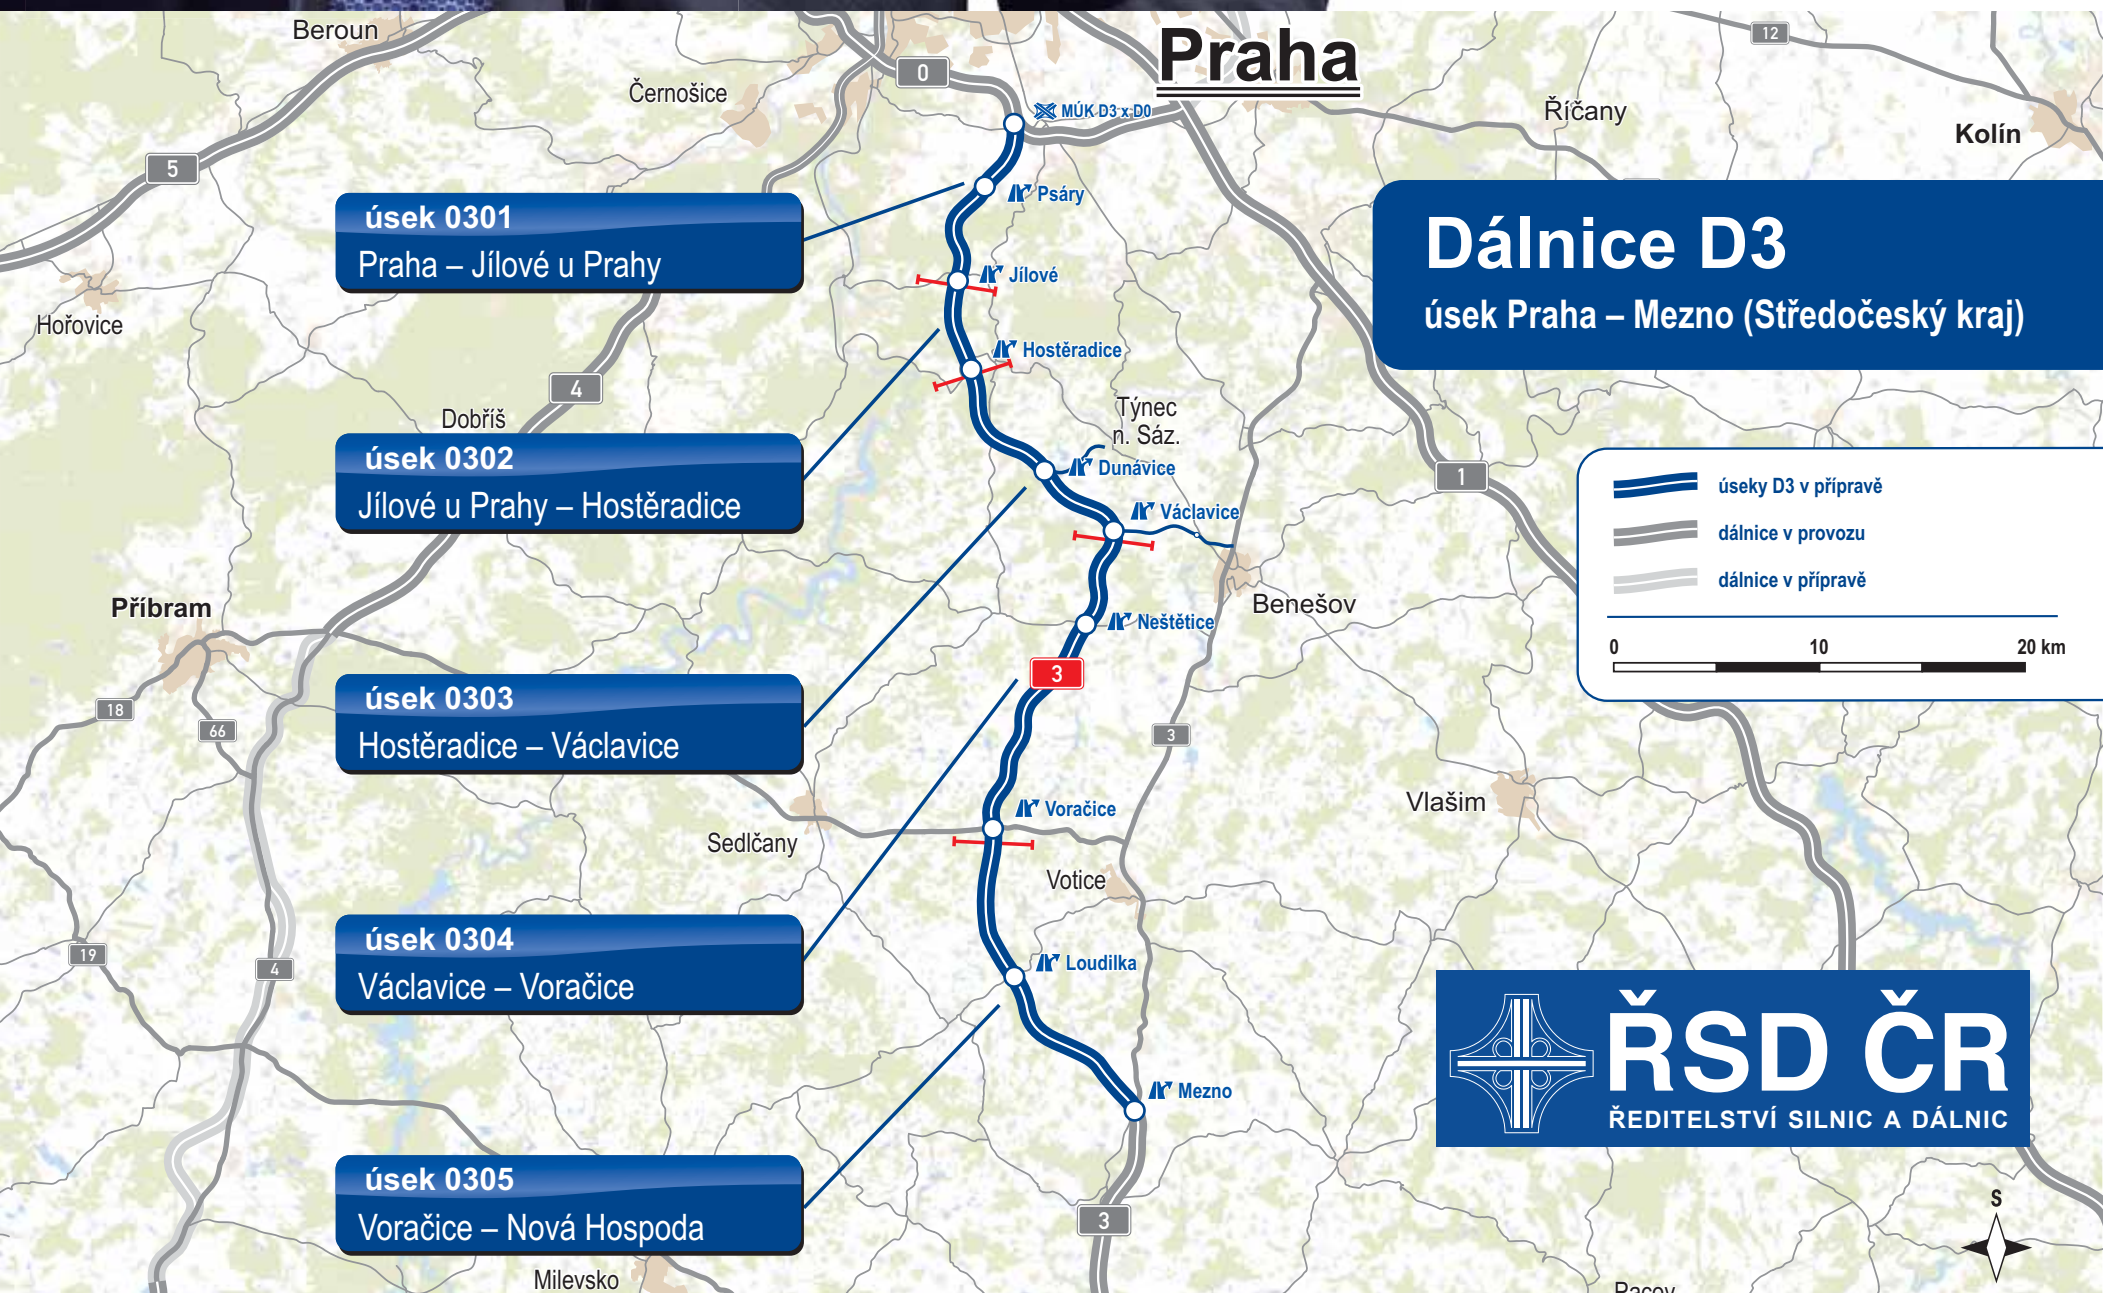 Beroun
Praha
12
Černošice
0
MÚK D3 x D0
Říčany
Kolín
5
Psáry
úsek 0301
Praha – Jílové u Prahy
Dálnice D3
úsek Praha – Mezno (Středočeský kraj)
Jílové
Hořovice
Hostěradice
4
Dobříš
Týnec
n. Sáz.
úsek 0302
Jílové u Prahy – Hostěradice
Dunávice
1
Václavice
úseky D3 v přípravě
dálnice v provozu
dálnice v přípravě
0 10 20 km
Příbram
Benešov
Neštětice
3
18
66
úsek 0303
Hostěradice – Václavice
3
Voračice
Vlašim
Sedlčany
Votice
úsek 0304
Václavice – Voračice
19
4
Loudilka
ŘSD ČR
ŘEDITELSTVÍ SILNIC A DÁLNIC
Mezno
úsek 0305
Voračice – Nová Hospoda
3
S
Milevsko
Pacov